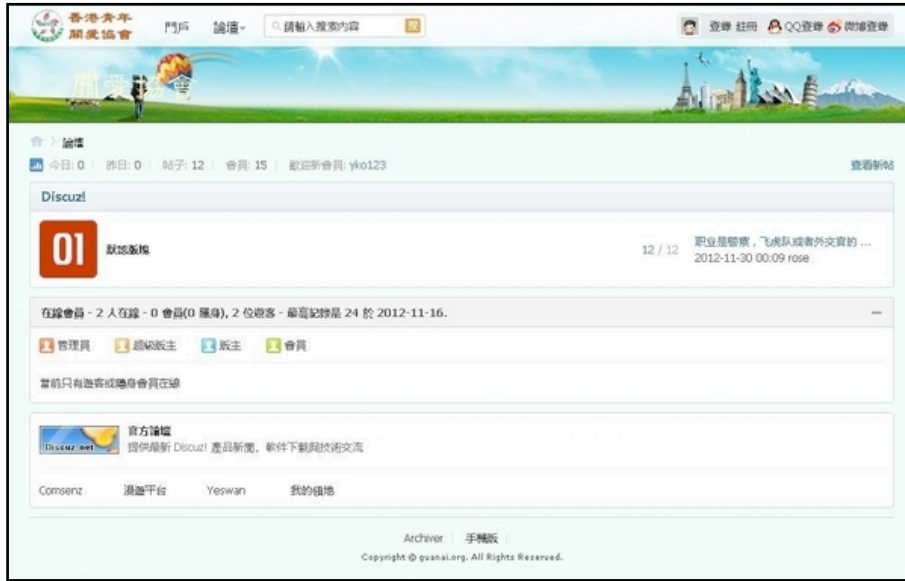 香港青年
關愛協會
門戶 論壇 請輸入搜索內容 搜 登錄 註冊 QQ登錄 微博登錄
關愛協會
論壇
今日: 0 昨日: 0 帖子: 12 會員: 15 歡迎新會員: yko123 查看新帖
Discuz!
01 默認版塊 12 / 12 职业是警察，飞虎队或者外交官的 ...
2012-11-30 00:09 rose
在線會員 - 2 人在線 - 0 會員(0 隱身), 2 位遊客 - 最高記錄是 24 於 2012-11-16.
管理員 超級版主 版主 會員
當前只有遊客或隱身會員在線
Discuz.net 官方論壇
提供最新 Discuz! 產品新聞、軟件下載與技術交流
Comsenz 漫遊平台 Yeswan 我的領地
Archiver 手機版
Copyright @ guanai.org. All Rights Reserved.